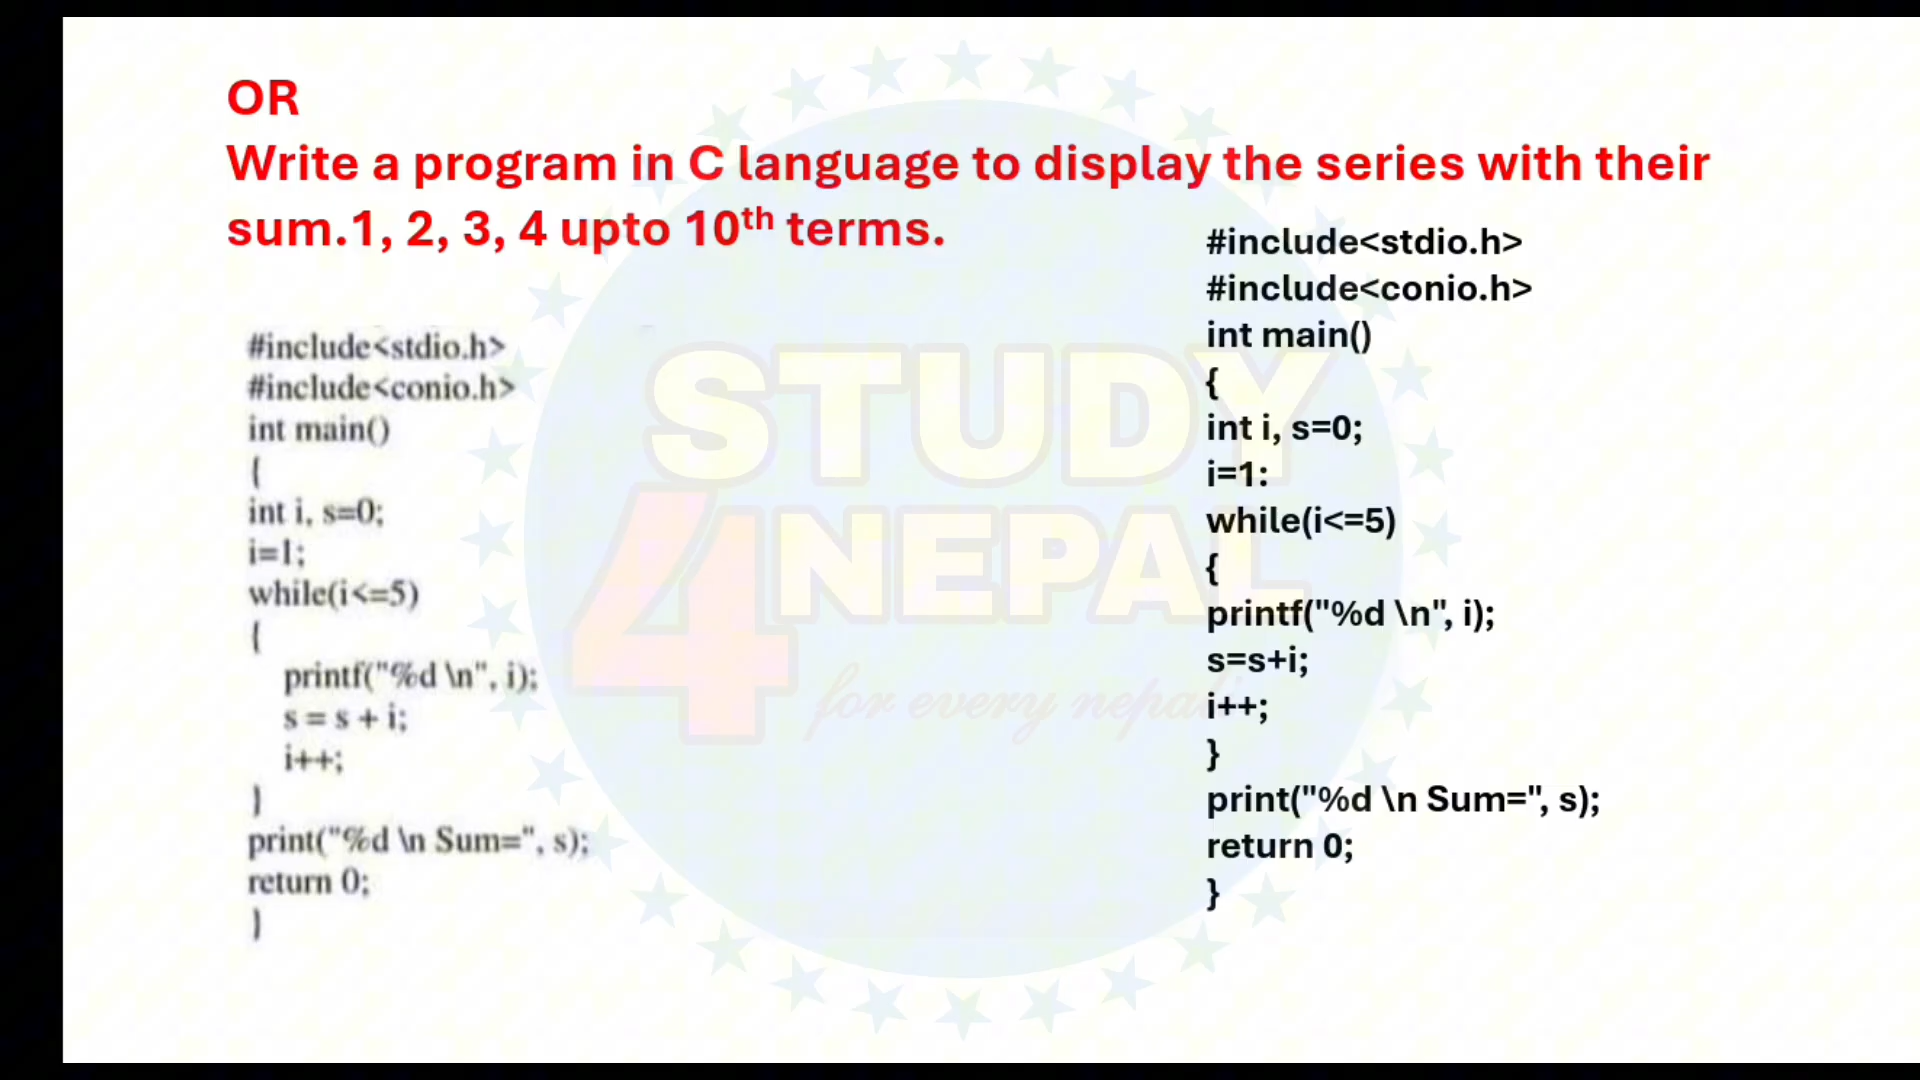 OR
Write a program in C language to display the series with their
sum.1, 2, 3, 4 upto 10th terms.
#include<stdio.h>
#include<conio.h>
int main()
{
int i, s=0;
i=1;
while(i<=5)
{
printf("%d \n", i);
s = s + i;
i++;
}
print("%d \n Sum=", s);
return 0;
}
#include<stdio.h>
#include<conio.h>
int main()
{
int i, s=0;
i=1:
while(i<=5)
{
printf("%d \n", i);
s=s+i;
i++;
}
print("%d \n Sum=", s);
return 0;
}
STUDY
4 NEPAL
for every nepali